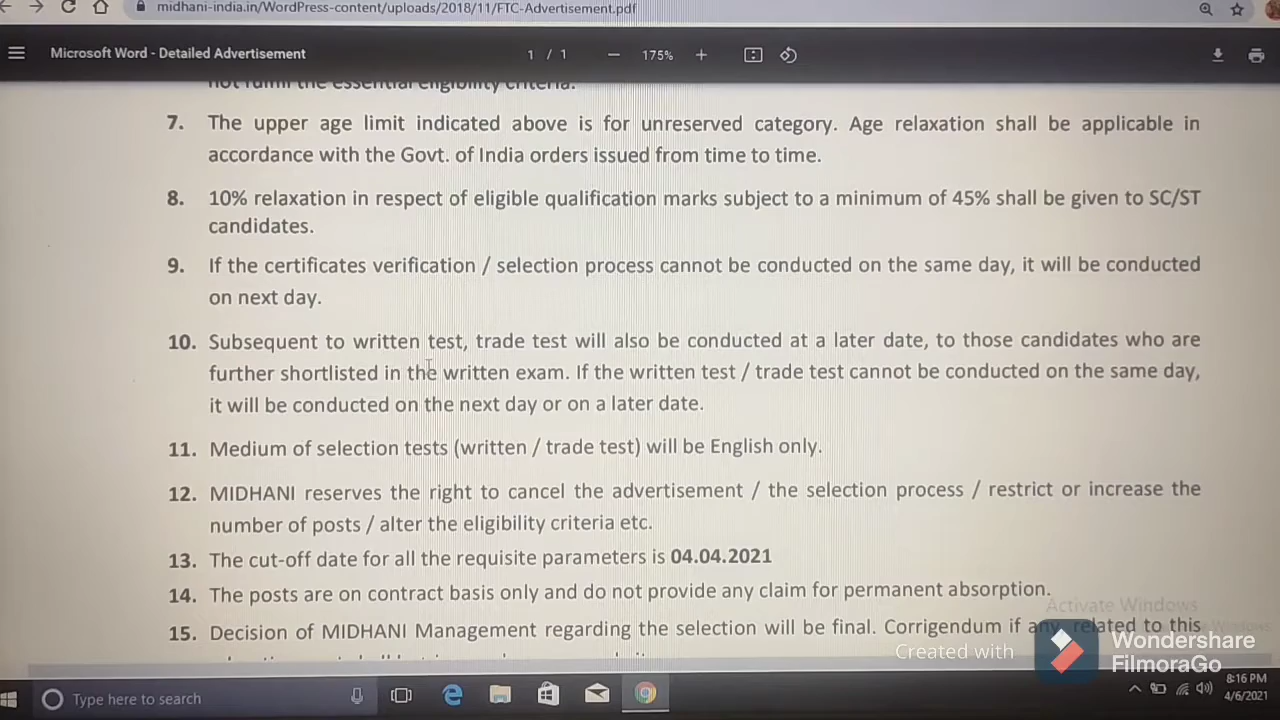 midhani-india.in/WordPress-content/uploads/2018/11/FTC-Advertisement.pdf
Microsoft Word - Detailed Advertisement
1 / 1
175%
not fulfil the essential eligibility criteria.
7. The upper age limit indicated above is for unreserved category. Age relaxation shall be applicable in
accordance with the Govt. of India orders issued from time to time.
8. 10% relaxation in respect of eligible qualification marks subject to a minimum of 45% shall be given to SC/ST
candidates.
9. If the certificates verification / selection process cannot be conducted on the same day, it will be conducted
on next day.
10. Subsequent to written test, trade test will also be conducted at a later date, to those candidates who are
further shortlisted in the written exam. If the written test / trade test cannot be conducted on the same day,
it will be conducted on the next day or on a later date.
11. Medium of selection tests (written / trade test) will be English only.
12. MIDHANI reserves the right to cancel the advertisement / the selection process / restrict or increase the
number of posts / alter the eligibility criteria etc.
13. The cut-off date for all the requisite parameters is 04.04.2021
14. The posts are on contract basis only and do not provide any claim for permanent absorption.
Activate Windows
15. Decision of MIDHANI Management regarding the selection will be final. Corrigendum if any, related to this
Created with
Wondershare
FilmoraGo
Type here to search
8:16 PM
4/6/2021